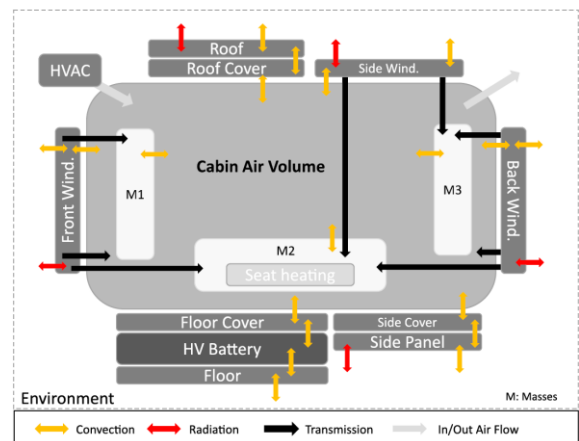 Roof
Roof Cover
Side Wind.
HVAC
Cabin Air Volume
Front Wind.
M1
M3
Back Wind.
M2
Seat heating
Floor Cover
HV Battery
Floor
Side Cover
Side Panel
Environment
M: Masses
Convection
Radiation
Transmission
In/Out Air Flow